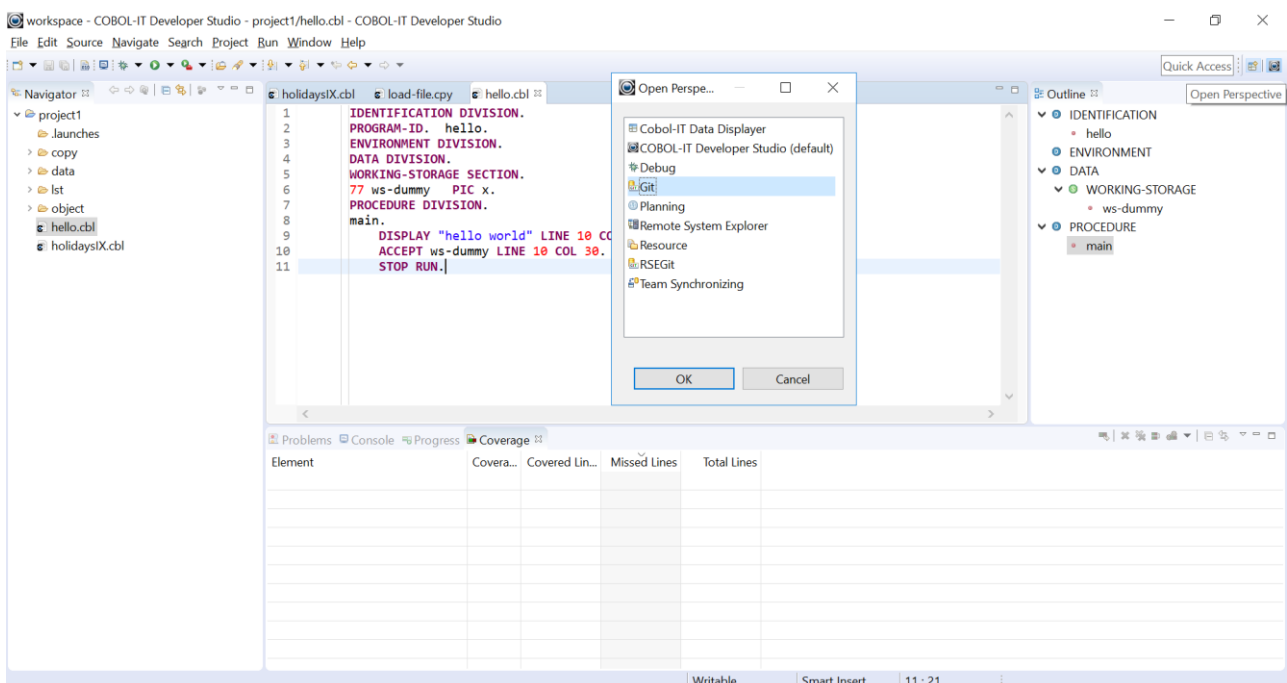 workspace - COBOL-IT Developer Studio - project1/hello.cbl - COBOL-IT Developer Studio
File Edit Source Navigate Search Project Run Window Help
Quick Access
Open Perspective
Navigator
project1
.launches
copy
data
lst
object
hello.cbl
holidaysIX.cbl
holidaysIX.cbl load-file.cpy hello.cbl
1 IDENTIFICATION DIVISION.
2 PROGRAM-ID. hello.
3 ENVIRONMENT DIVISION.
4 DATA DIVISION.
5 WORKING-STORAGE SECTION.
6 77 ws-dummy PIC x.
7 PROCEDURE DIVISION.
8 main.
9 DISPLAY "hello world" LINE 10 CO
10 ACCEPT ws-dummy LINE 10 COL 30.
11 STOP RUN.
Open Perspe...
Cobol-IT Data Displayer
COBOL-IT Developer Studio (default)
Debug
Git
Planning
Remote System Explorer
Resource
RSEGit
Team Synchronizing
OK Cancel
Outline
IDENTIFICATION
hello
ENVIRONMENT
DATA
WORKING-STORAGE
ws-dummy
PROCEDURE
main
Problems Console Progress Coverage
Element Covera... Covered Lin... Missed Lines Total Lines
Writable Smart Insert 11 : 21